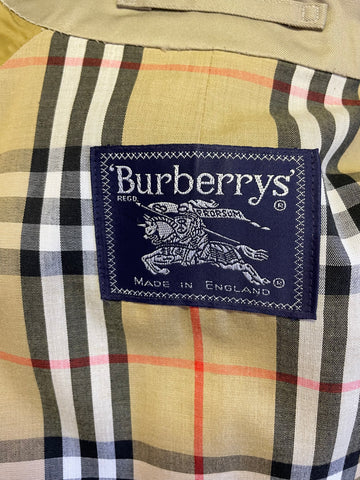 'Burberrys'
REGD. ®
PRORSUM
MADE IN ENGLAND ®